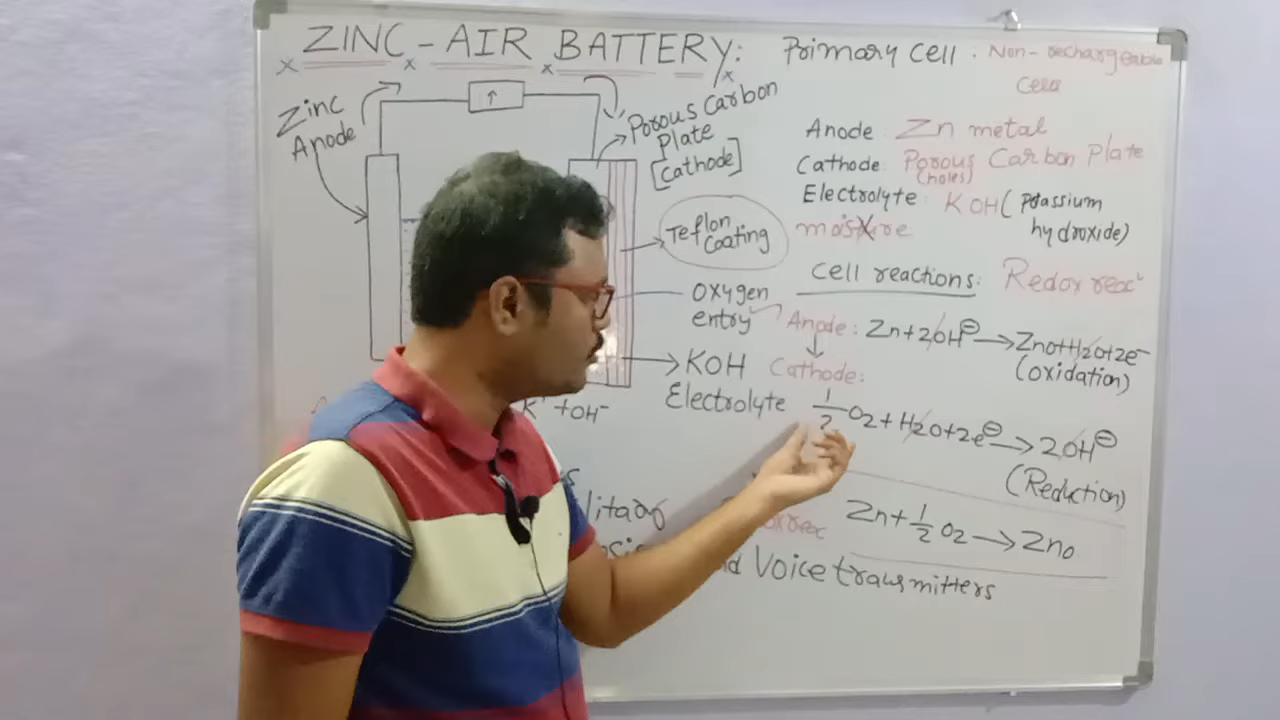 ZINC-AIR BATTERY:
Primary cell. Non-rechargeable
Cell
Zinc
Anode
↑
Porous Carbon
Plate
[cathode]
Teflon
Coating
Oxygen
entry
KOH
Electrolyte
K⁺ + OH⁻
Anode: Zn metal
Cathode: Porous Carbon Plate
(holes)
Electrolyte: KOH (potassium
hydroxide)
moisture
Cell reactions: Redox reacⁿ
Anode: Zn + 2OH⊖ → ZnO + H2O + 2e⁻
(Oxidation)
Cathode:
1/2 O2 + H2O + 2e⊖ → 2OH⊖
(Reduction)
Zn + 1/2 O2 → ZnO
litary
Voice transmitters